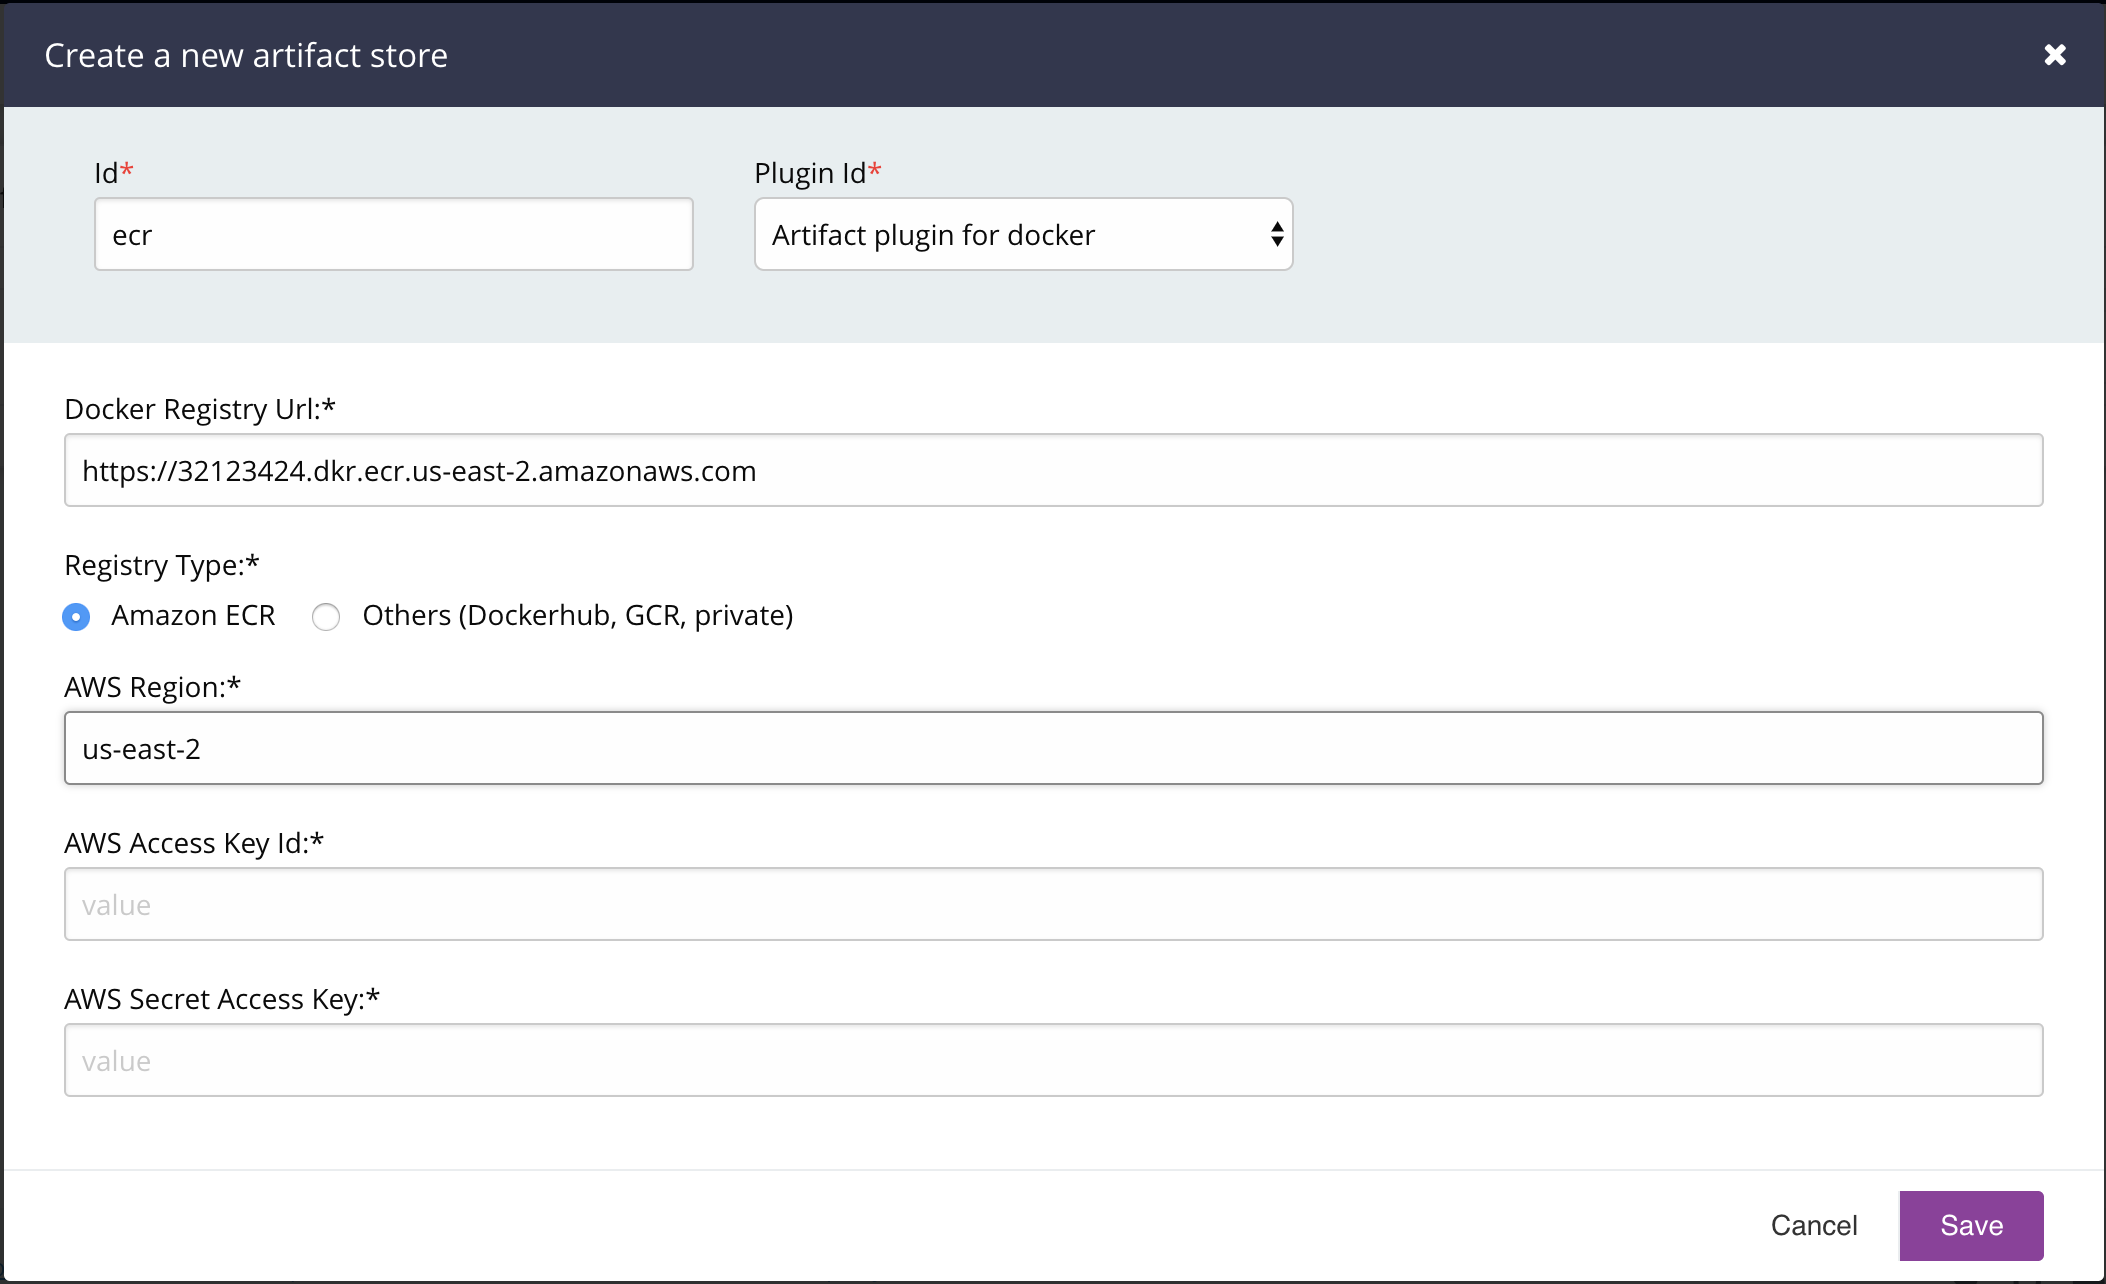 Create a new artifact store
Id* Plugin Id*
ecr Artifact plugin for docker
Docker Registry Url:*
https://32123424.dkr.ecr.us-east-2.amazonaws.com
Registry Type:*
Amazon ECR Others (Dockerhub, GCR, private)
AWS Region:*
us-east-2
AWS Access Key Id:*
value
AWS Secret Access Key:*
value
Cancel Save